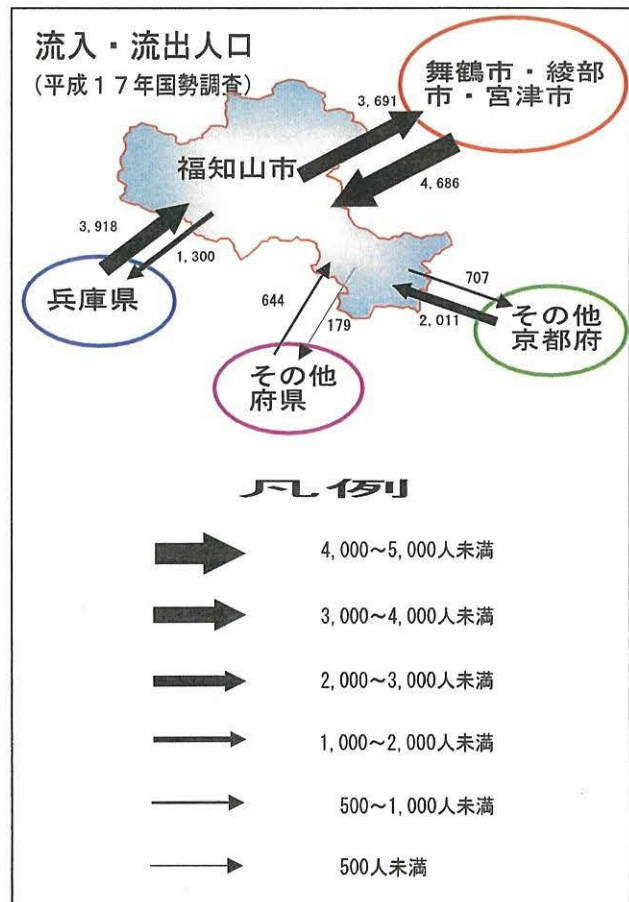 流入・流出人口
(平成１７年国勢調査)
舞鶴市・綾部
市・宮津市
3,691
福知山市
4,686
3,918
1,300
兵庫県
644
179
707
2,011
その他
京都府
その他
府県
凡例
4,000～5,000人未満
3,000～4,000人未満
2,000～3,000人未満
1,000～2,000人未満
500～1,000人未満
500人未満